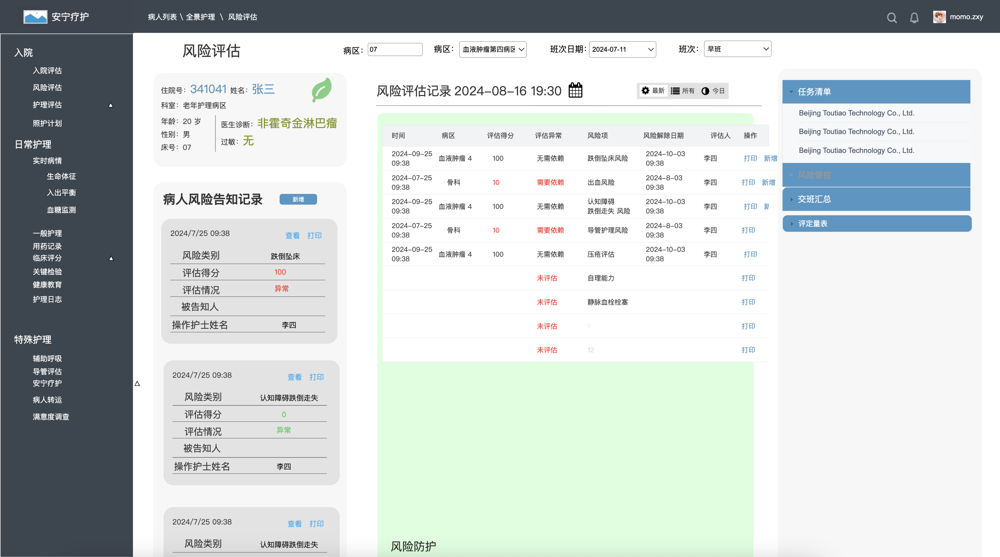 安宁疗护
病人列表 \ 全景护理 \ 风险评估
momo.zxy
入院
入院评估
风险评估
护理评估
照护计划
日常护理
实时病情
生命体征
入出平衡
血糖监测
一般护理
用药记录
临床评分
关键检验
健康教育
护理日志
特殊护理
辅助呼吸
导管评估
安宁疗护
病人转运
满意度调查
风险评估
病区： 07
病区： 血液肿瘤第四病区
班次日期： 2024-07-11
班次： 早班
住院号： 341041 姓名： 张三
科室： 老年护理病区
年龄： 20 岁
性别： 男
床号： 07
医生诊断： 非霍奇金淋巴瘤
过敏： 无
病人风险告知记录 新增
2024/7/25 09:38 查看 打印
风险类别 跌倒坠床
评估得分 100
评估情况 异常
被告知人
操作护士姓名 李四
2024/7/25 09:38 查看 打印
风险类别 认知障碍跌倒走失
评估得分 0
评估情况 异常
被告知人
操作护士姓名 李四
2024/7/25 09:38 查看 打印
风险类别 认知障碍跌倒走失
风险评估记录 2024-08-16 19:30
最新 所有 今日
时间 病区 评估得分 评估异常 风险项 风险解除日期 评估人 操作
2024-09-25 09:38 血液肿瘤 4 100 无需依赖 跌倒坠床风险 2024-10-03 09:38 李四 打印 新增
2024-07-25 09:38 骨科 10 需要依赖 出血风险 2024-8-03 09:38 李四 打印 新增
2024-09-25 09:38 血液肿瘤 4 100 无需依赖 认知障碍 跌倒走失 风险 2024-10-03 09:38 李四 打印 新
2024-07-25 09:38 骨科 10 需要依赖 导管护理风险 2024-8-03 09:38 李四 打印
2024-09-25 09:38 血液肿瘤 4 100 无需依赖 压疮评估 2024-10-03 09:38 李四 打印
未评估 自理能力 打印
未评估 静脉血栓栓塞 打印
未评估 1 打印
未评估 12 打印
风险防护
任务清单
Beijing Toutiao Technology Co., Ltd.
Beijing Toutiao Technology Co., Ltd.
Beijing Toutiao Technology Co., Ltd.
风险管控
交班汇总
评定量表